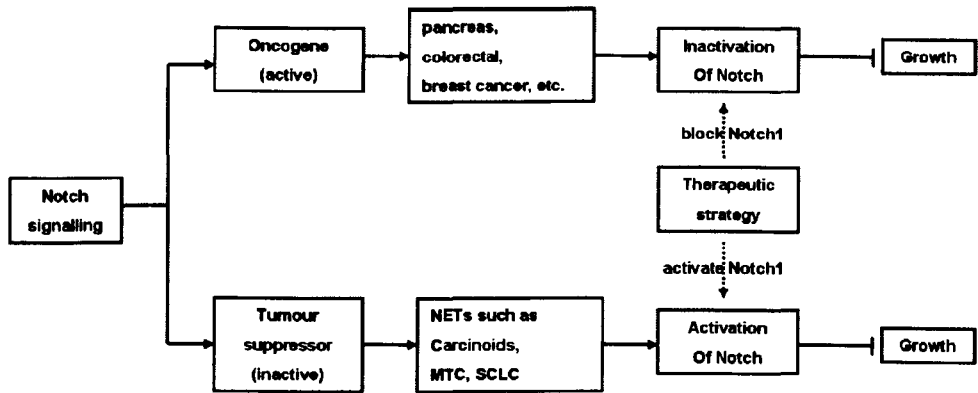 pancreas,
colorectal,
breast cancer, etc.
Oncogene
(active)
Inactivation
Of Notch
Growth
block Notch1
Notch
signalling
Therapeutic
strategy
activate Notch1
Tumour
suppressor
(inactive)
NETs such as
Carcinoids,
MTC, SCLC
Activation
Of Notch
Growth